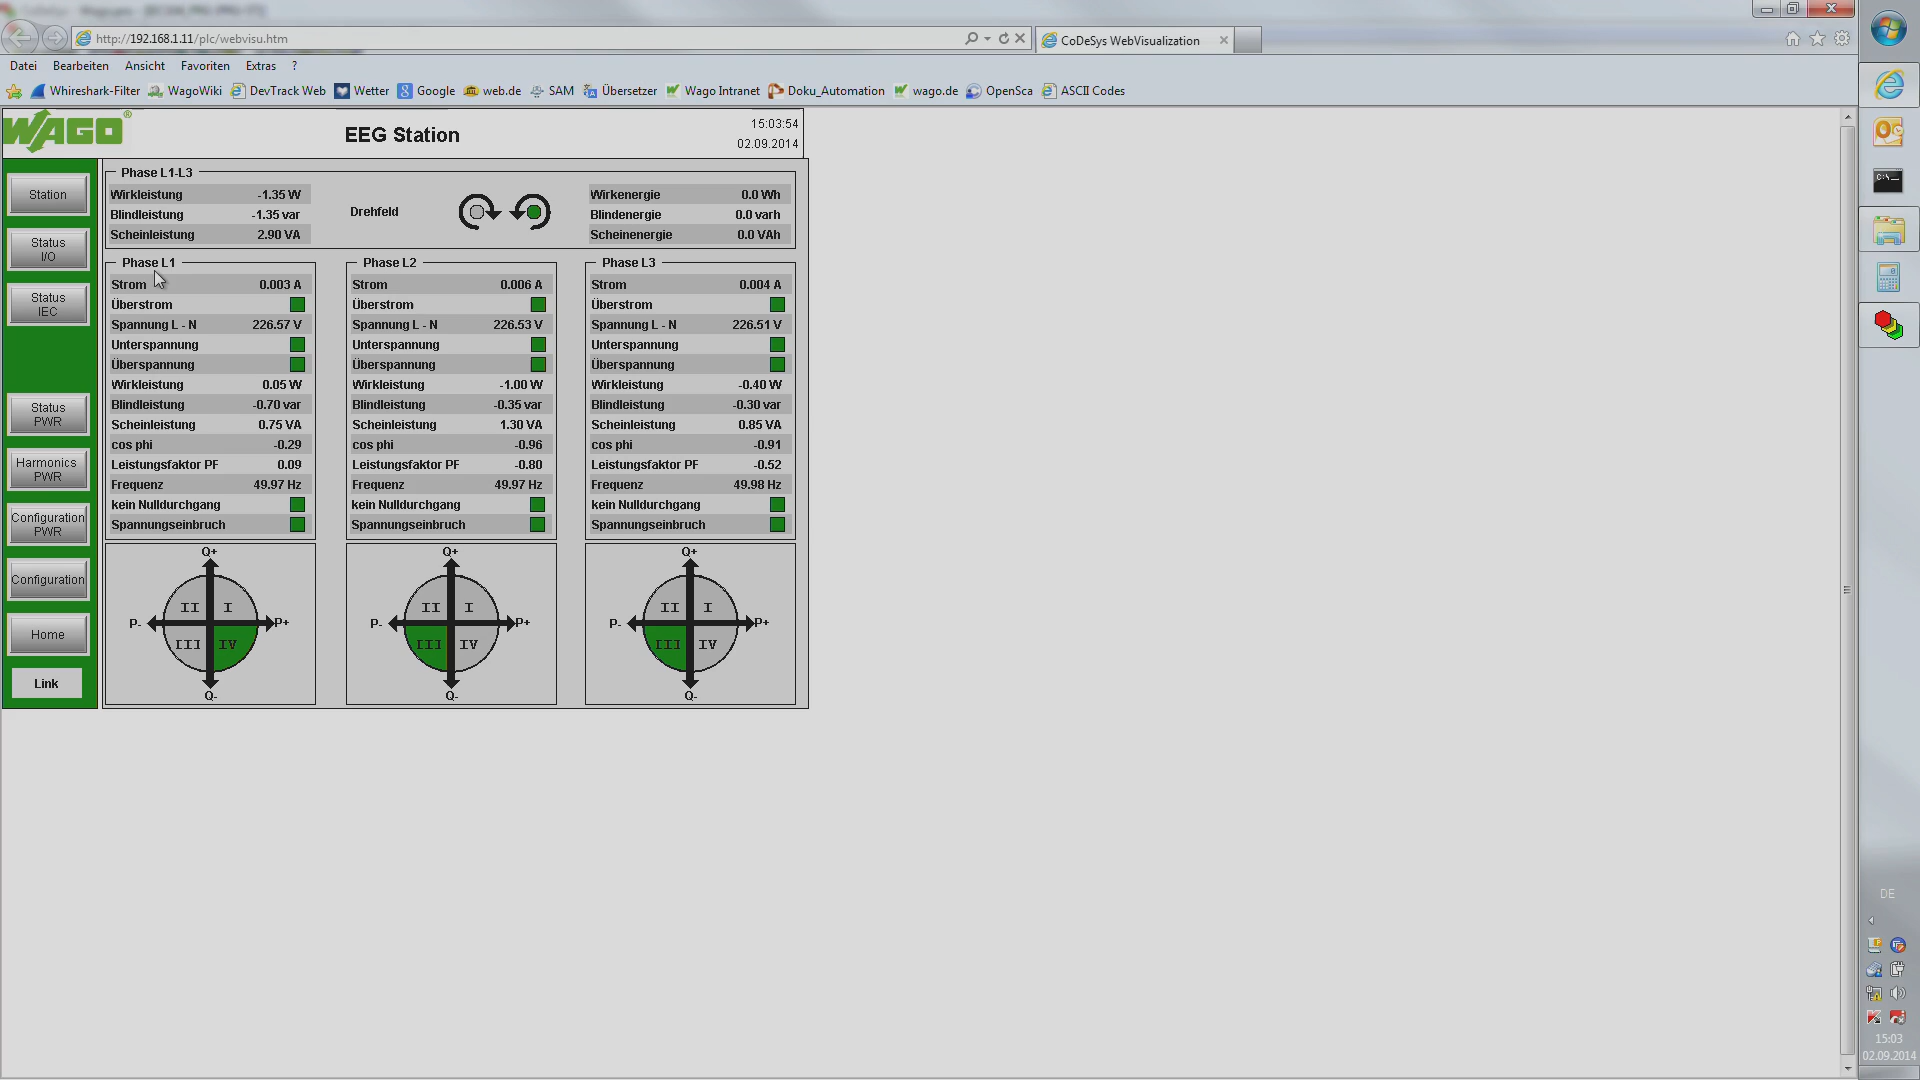 http://192.168.1.11/plc/webvisu.htm
CoDeSys WebVisualization
Datei Bearbeiten Ansicht Favoriten Extras ?
Whireshark-Filter WagoWiki DevTrack Web Wetter Google web.de SAM Übersetzer Wago Intranet Doku_Automation wago.de OpenSca ASCII Codes
WAGO®
EEG Station
15:03:54
02.09.2014
Station
Status
I/O
Status
IEC
Status
PWR
Harmonics
PWR
Configuration
PWR
Configuration
Home
Link
Phase L1-L3
Wirkleistung -1.35 W
Blindleistung -1.35 var
Scheinleistung 2.90 VA
Drehfeld
Wirkenergie 0.0 Wh
Blindenergie 0.0 varh
Scheinenergie 0.0 VAh
Phase L1
Strom 0.003 A
Überstrom
Spannung L - N 226.57 V
Unterspannung
Überspannung
Wirkleistung 0.05 W
Blindleistung -0.70 var
Scheinleistung 0.75 VA
cos phi -0.29
Leistungsfaktor PF 0.09
Frequenz 49.97 Hz
kein Nulldurchgang
Spannungseinbruch
Phase L2
Strom 0.006 A
Überstrom
Spannung L - N 226.53 V
Unterspannung
Überspannung
Wirkleistung -1.00 W
Blindleistung -0.35 var
Scheinleistung 1.30 VA
cos phi -0.96
Leistungsfaktor PF -0.80
Frequenz 49.97 Hz
kein Nulldurchgang
Spannungseinbruch
Phase L3
Strom 0.004 A
Überstrom
Spannung L - N 226.51 V
Unterspannung
Überspannung
Wirkleistung -0.40 W
Blindleistung -0.30 var
Scheinleistung 0.85 VA
cos phi -0.91
Leistungsfaktor PF -0.52
Frequenz 49.98 Hz
kein Nulldurchgang
Spannungseinbruch
Q+
II I
P- P+
III IV
Q-
Q+
II I
P- P+
III IV
Q-
Q+
II I
P- P+
III IV
Q-
C:\
DE
15:03
02.09.2014